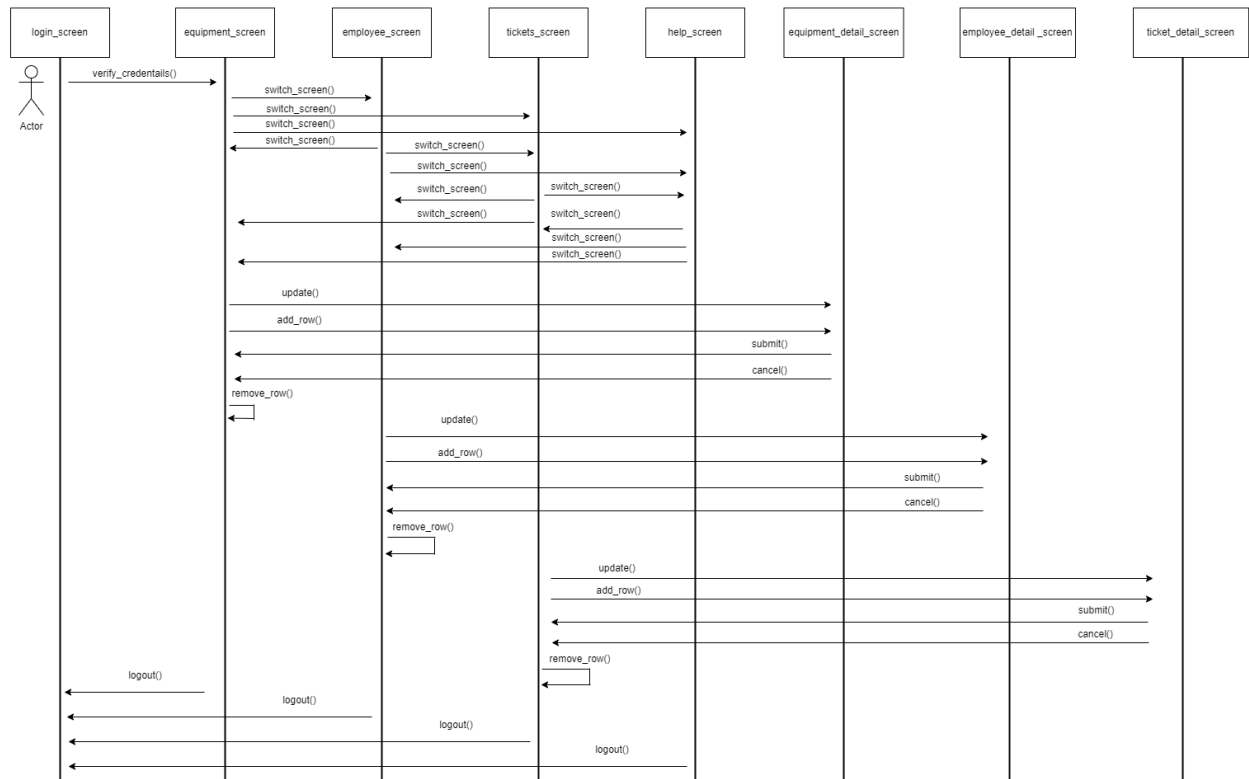 login_screen
equipment_screen
employee_screen
tickets_screen
help_screen
equipment_detail_screen
employee_detail _screen
ticket_detail_screen
verify_credentails()
Actor
switch_screen()
switch_screen()
switch_screen()
switch_screen()
switch_screen()
switch_screen()
switch_screen()
switch_screen()
switch_screen()
switch_screen()
switch_screen()
switch_screen()
update()
add_row()
submit()
cancel()
remove_row()
update()
add_row()
submit()
cancel()
remove_row()
update()
add_row()
submit()
cancel()
remove_row()
logout()
logout()
logout()
logout()